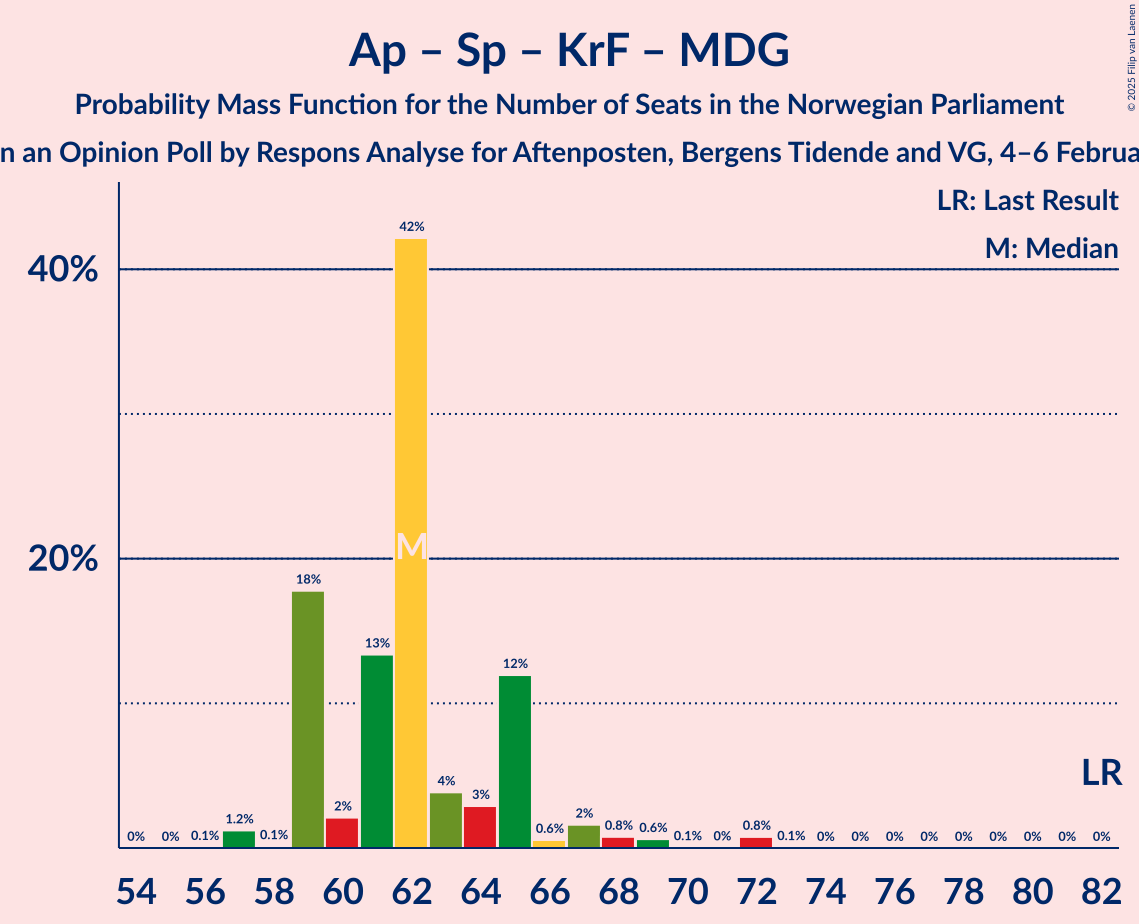 © 2025 Filip van Laenen
Ap – Sp – KrF – MDG
Probability Mass Function for the Number of Seats in the Norwegian Parliament
n an Opinion Poll by Respons Analyse for Aftenposten, Bergens Tidende and VG, 4–6 Februa
LR: Last Result
M: Median
40%
20%
0% 0% 0.1% 1.2% 0.1% 18% 2% 13% 42% 4% 3% 12% 0.6% 2% 0.8% 0.6% 0.1% 0% 0.8% 0.1% 0% 0% 0% 0% 0% 0% 0% 0% 0%
M
LR
54 56 58 60 62 64 66 68 70 72 74 76 78 80 82